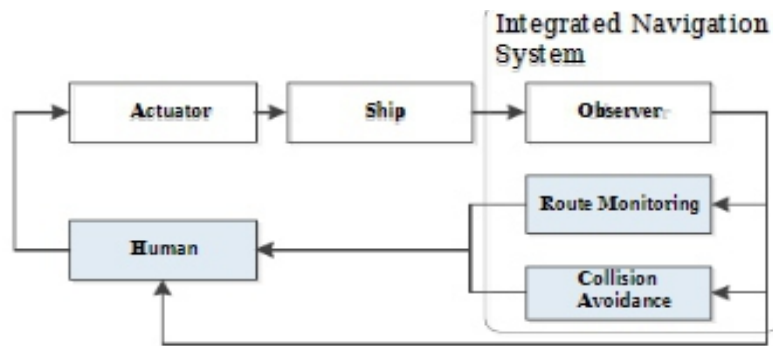 Integrated Navigation
System
Actuator
Ship
Observer
Route Monitoring
Human
Collision
Avoidance